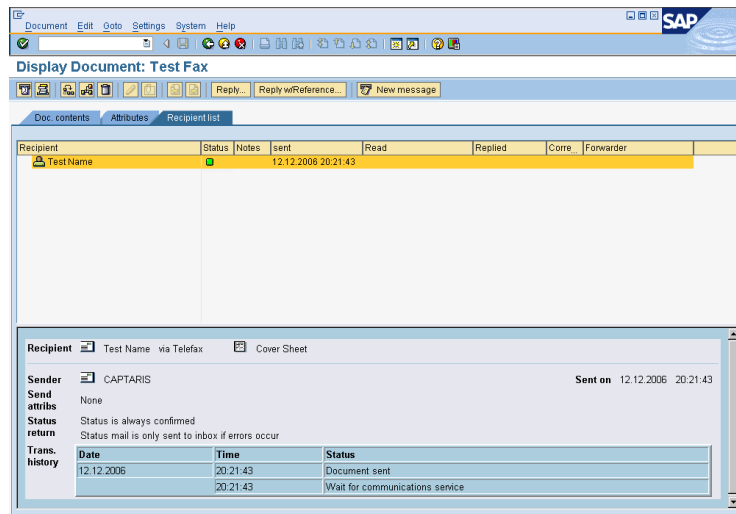 Document Edit Goto Settings System Help
SAP
Display Document: Test Fax
Reply... Reply w/Reference... New message
Doc. contents Attributes Recipient list
Recipient Status Notes sent Read Replied Corre... Forwarder
Test Name 12.12.2006 20:21:43
Recipient Test Name via Telefax Cover Sheet
Sender CAPTARIS Sent on 12.12.2006 20:21:43
Send attribs None
Status return Status is always confirmed
Status mail is only sent to inbox if errors occur
Trans. history Date Time Status
12.12.2006 20:21:43 Document sent
20:21:43 Wait for communications service